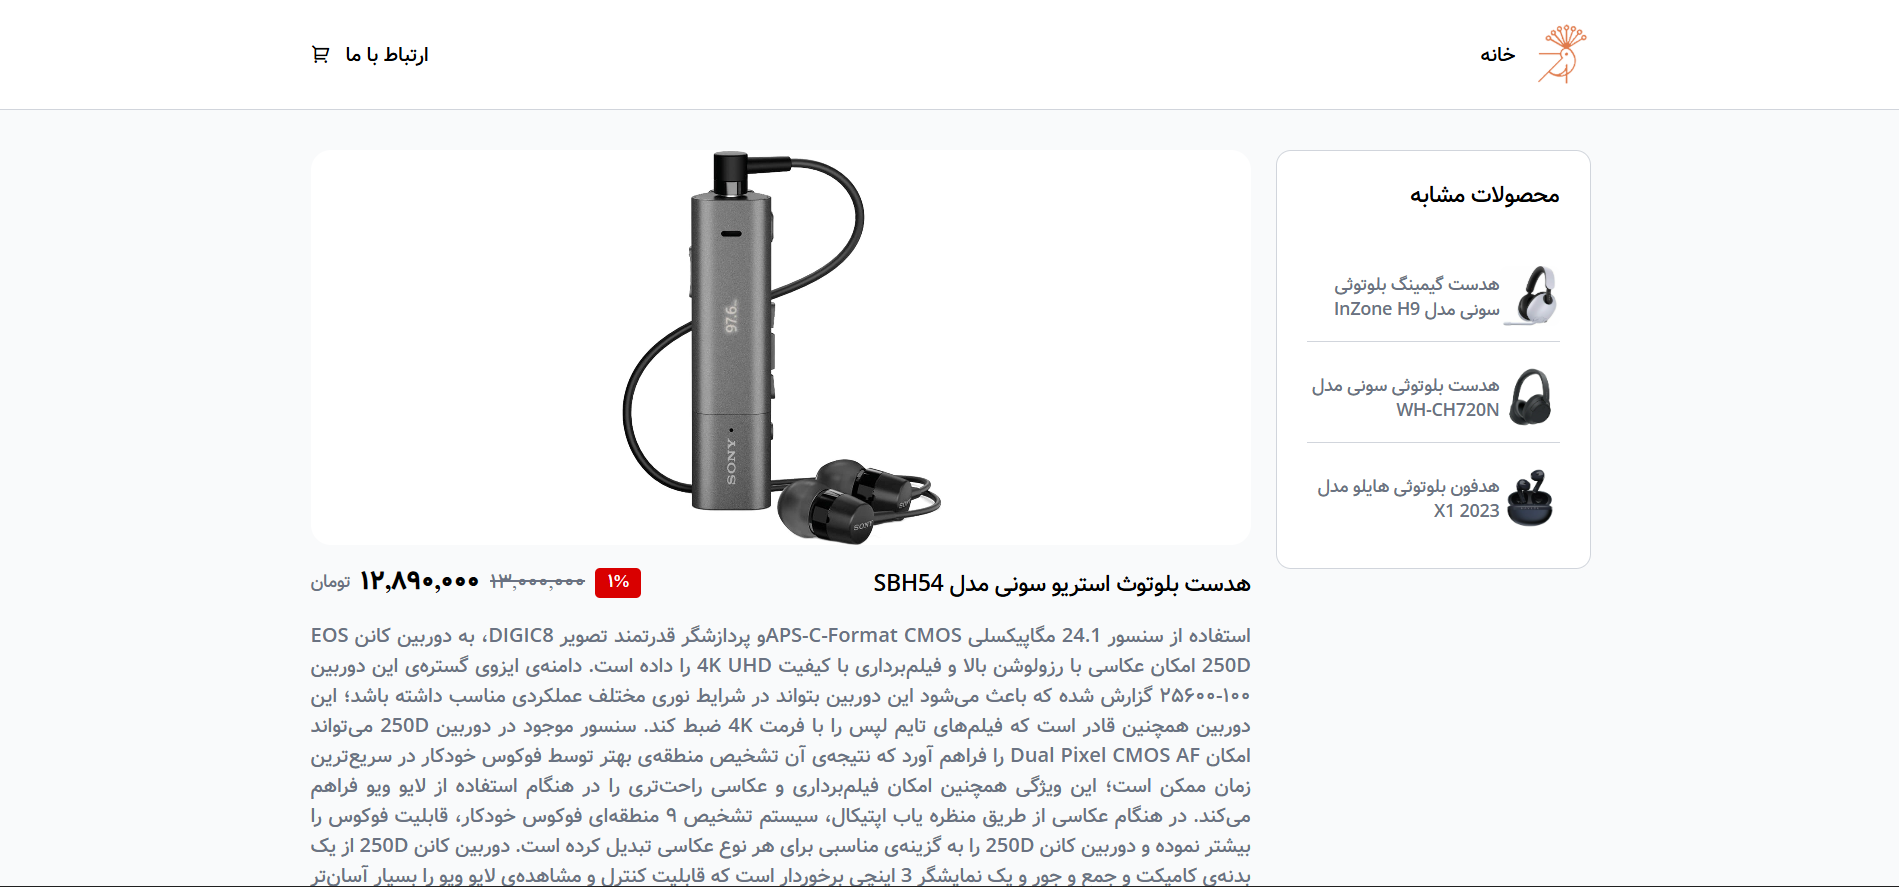 خانه
ارتباط با ما
محصولات مشابه
هدست گیمینگ بلوتوثی
سونی مدل InZone H9
هدست بلوتوثی سونی مدل
WH-CH720N
هدفون بلوتوثی هایلو مدل
X1 2023
97.6
SONY
SONY
SONY
هدست بلوتوث استریو سونی مدل SBH54
۱%
۱۳,۰۰۰,۰۰۰
۱۲,۸۹۰,۰۰۰ تومان
استفاده از سنسور 24.1 مگاپیکسلی APS-C-Format CMOSو پردازشگر قدرتمند تصویر DIGIC8، به دوربین کانن EOS
250D امکان عکاسی با رزولوشن بالا و فیلم‌برداری با کیفیت 4K UHD را داده است. دامنه‌ی ایزوی گستره‌ی این دوربین
۱۰۰-۲۵۶۰۰ گزارش شده که باعث می‌شود این دوربین بتواند در شرایط نوری مختلف عملکردی مناسب داشته باشد؛ این
دوربین همچنین قادر است که فیلم‌های تایم لپس را با فرمت 4K ضبط کند. سنسور موجود در دوربین 250D می‌تواند
امکان Dual Pixel CMOS AF را فراهم آورد که نتیجه‌ی آن تشخیص منطقه‌ی بهتر توسط فوکوس خودکار در سریع‌ترین
زمان ممکن است؛ این ویژگی همچنین امکان فیلم‌برداری و عکاسی راحت‌تری را در هنگام استفاده از لایو ویو فراهم
می‌کند. در هنگام عکاسی از طریق منظره یاب اپتیکال، سیستم تشخیص ۹ منطقه‌ای فوکوس خودکار، قابلیت فوکوس را
بیشتر نموده و دوربین کانن 250D را به گزینه‌ی مناسبی برای هر نوع عکاسی تبدیل کرده است. دوربین کانن 250D از یک
بدنه‌ی کامپکت و جمع و جور و یک نمایشگر 3 اینچی برخوردار است که قابلیت کنترل و مشاهده‌ی لایو ویو را بسیار آسان‌تر